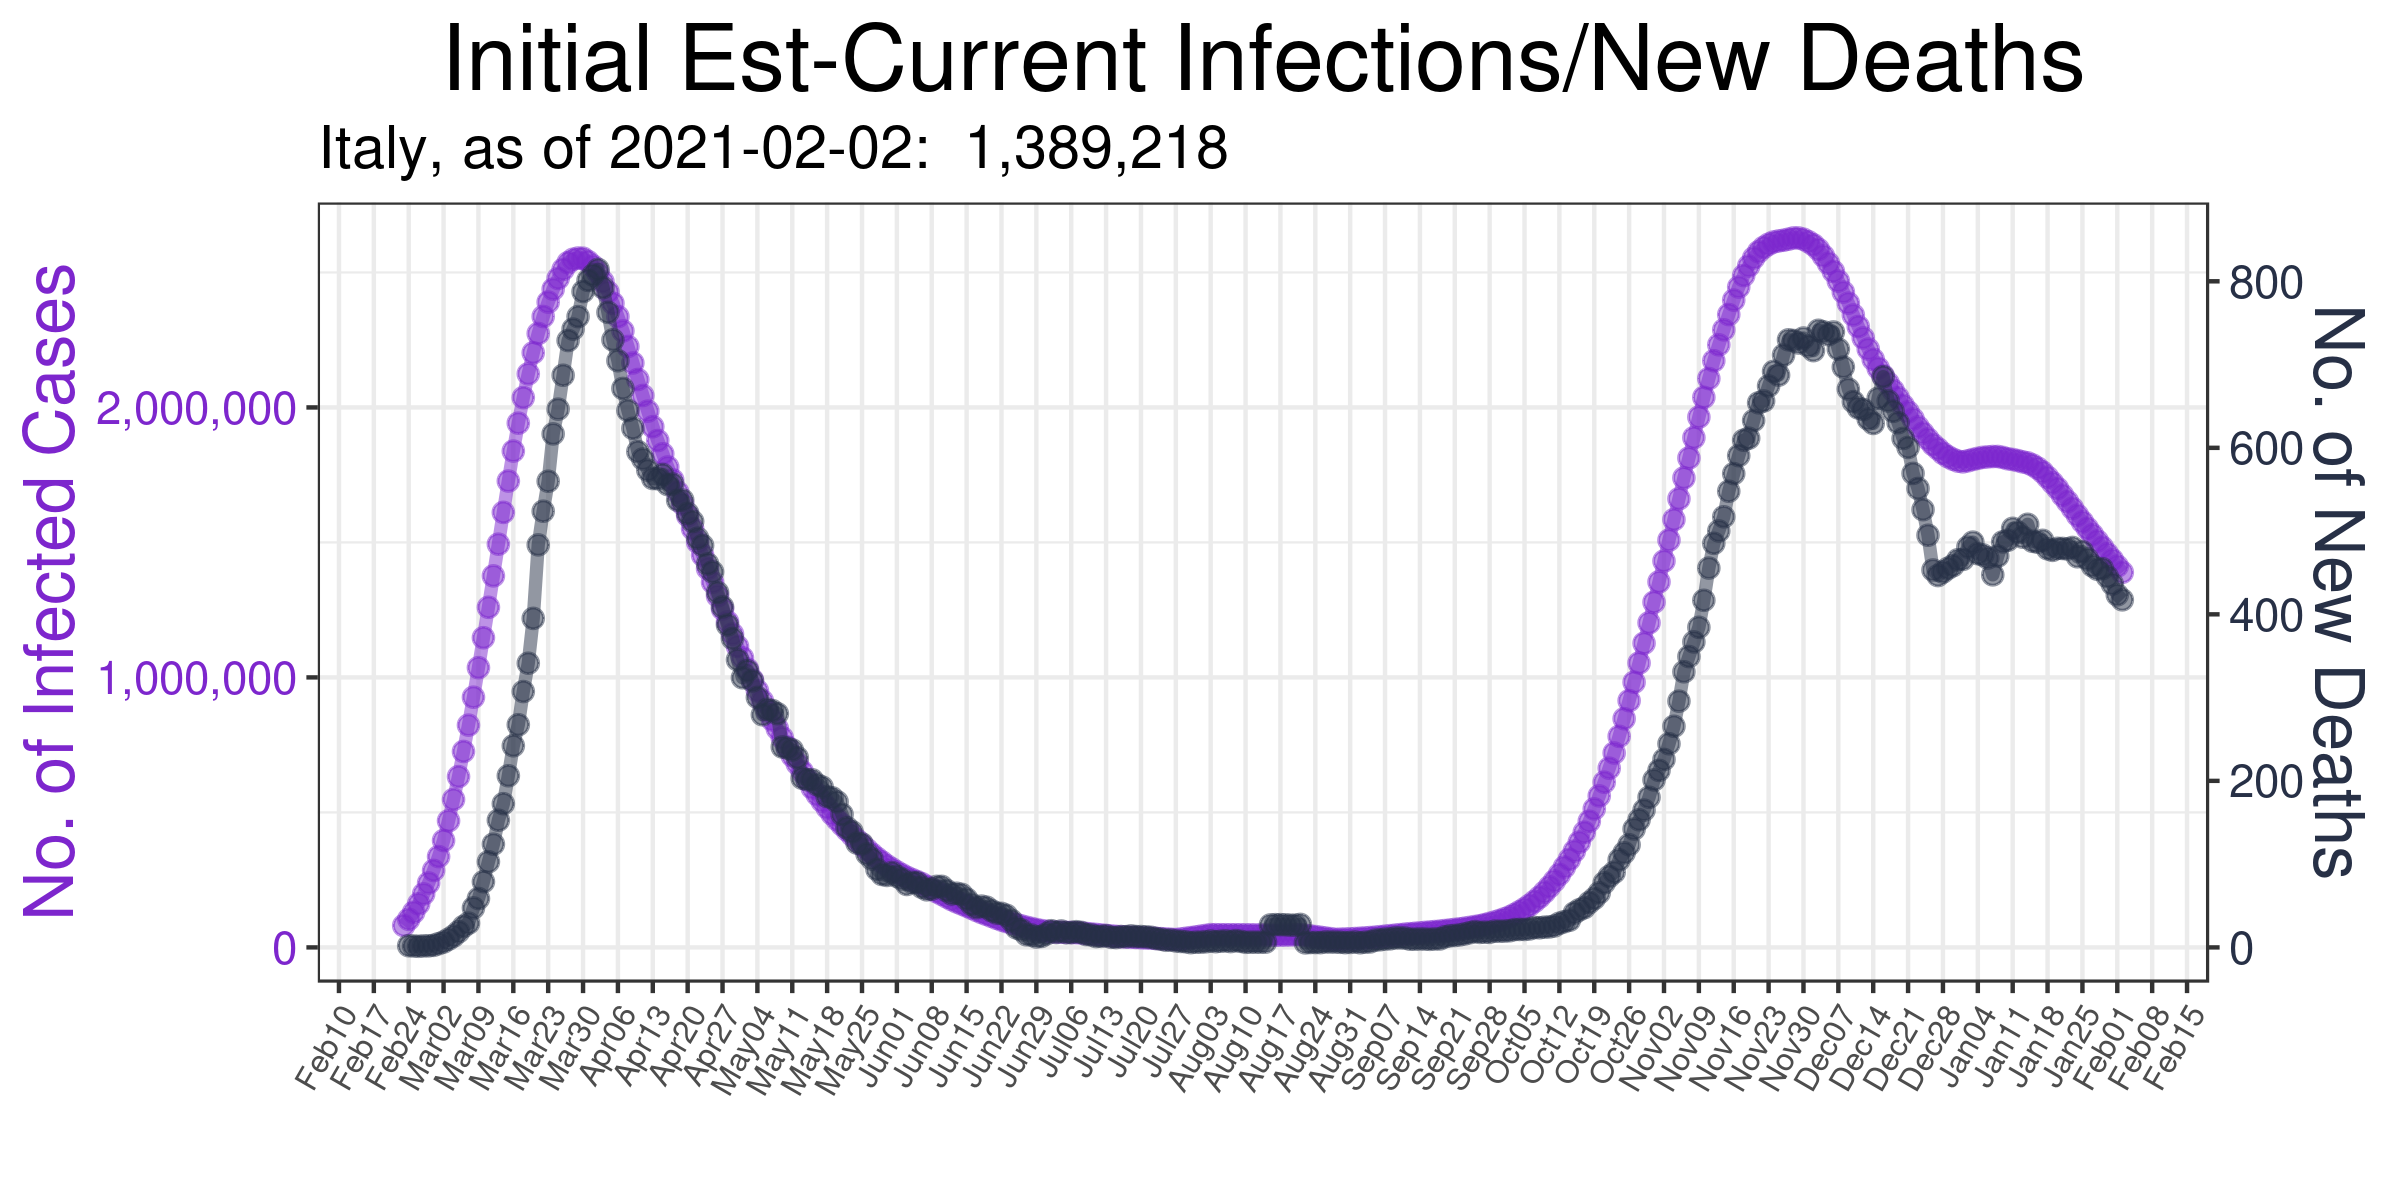 Initial Est-Current Infections/New Deaths
Italy, as of 2021-02-02:  1,389,218
No. of Infected Cases
2,000,000
1,000,000
0
800
600
400
200
0
No. of New Deaths
Feb10
Feb17
Feb24
Mar02
Mar09
Mar16
Mar23
Mar30
Apr06
Apr13
Apr20
Apr27
May04
May11
May18
May25
Jun01
Jun08
Jun15
Jun22
Jun29
Jul06
Jul13
Jul20
Jul27
Aug03
Aug10
Aug17
Aug24
Aug31
Sep07
Sep14
Sep21
Sep28
Oct05
Oct12
Oct19
Oct26
Nov02
Nov09
Nov16
Nov23
Nov30
Dec07
Dec14
Dec21
Dec28
Jan04
Jan11
Jan18
Jan25
Feb01
Feb08
Feb15